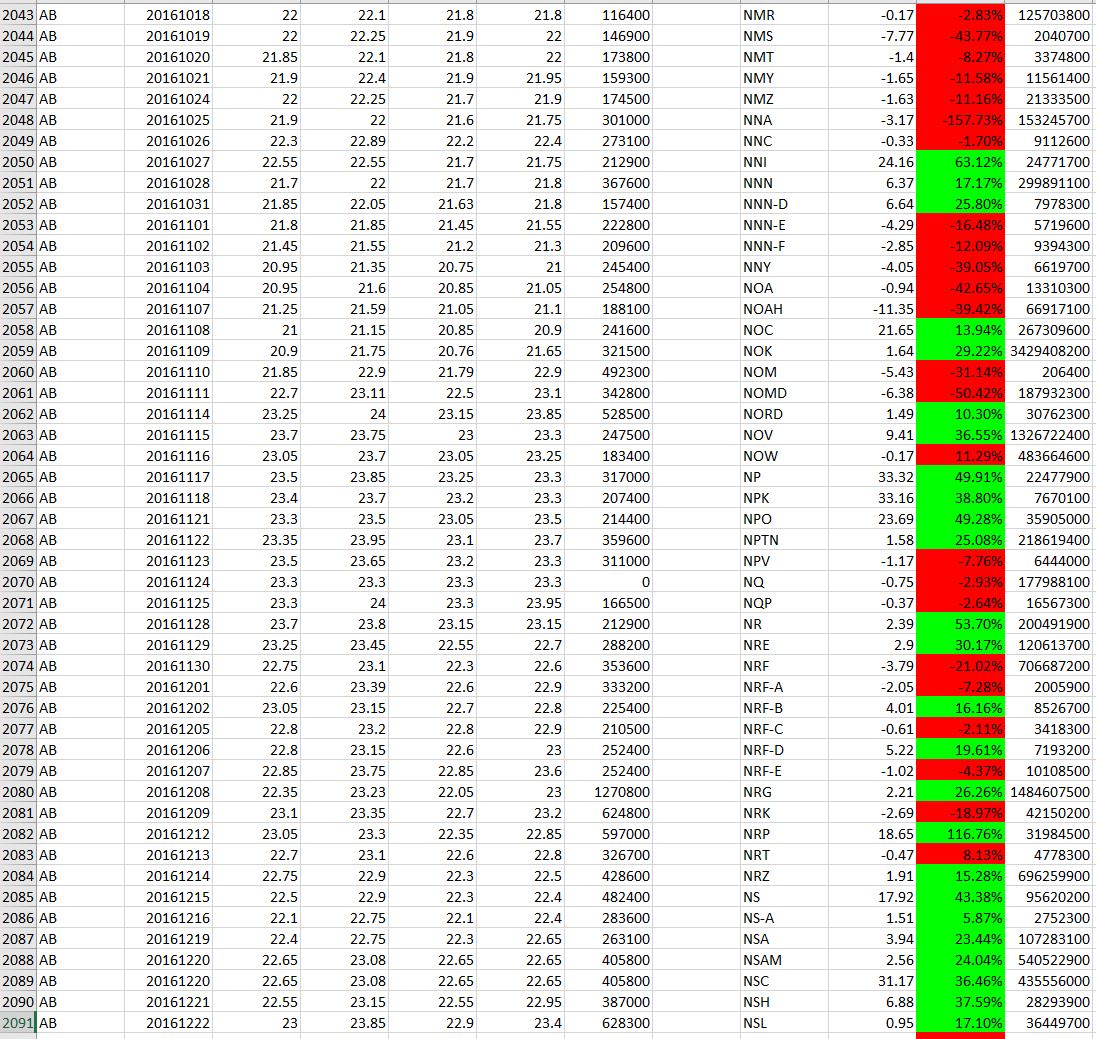 2043 AB 20161018 22 22.1 21.8 21.8 116400 NMR -0.17 -2.83% 125703800
2044 AB 20161019 22 22.25 21.9 22 146900 NMS -7.77 -43.77% 2040700
2045 AB 20161020 21.85 22.1 21.8 22 173800 NMT -1.4 -8.27% 3374800
2046 AB 20161021 21.9 22.4 21.9 21.95 159300 NMY -1.65 -11.58% 11561400
2047 AB 20161024 22 22.25 21.7 21.9 174500 NMZ -1.63 -11.16% 21333500
2048 AB 20161025 21.9 22 21.6 21.75 301000 NNA -3.17 -157.73% 153245700
2049 AB 20161026 22.3 22.89 22.2 22.4 273100 NNC -0.33 -1.70% 9112600
2050 AB 20161027 22.55 22.55 21.7 21.75 212900 NNI 24.16 63.12% 24771700
2051 AB 20161028 21.7 22 21.7 21.8 367600 NNN 6.37 17.17% 299891100
2052 AB 20161031 21.85 22.05 21.63 21.8 157400 NNN-D 6.64 25.80% 7978300
2053 AB 20161101 21.8 21.85 21.45 21.55 222800 NNN-E -4.29 -16.48% 5719600
2054 AB 20161102 21.45 21.55 21.2 21.3 209600 NNN-F -2.85 -12.09% 9394300
2055 AB 20161103 20.95 21.35 20.75 21 245400 NNY -4.05 -39.05% 6619700
2056 AB 20161104 20.95 21.6 20.85 21.05 254800 NOA -0.94 -42.65% 13310300
2057 AB 20161107 21.25 21.59 21.05 21.1 188100 NOAH -11.35 -39.42% 66917100
2058 AB 20161108 21 21.15 20.85 20.9 241600 NOC 21.65 13.94% 267309600
2059 AB 20161109 20.9 21.75 20.76 21.65 321500 NOK 1.64 29.22% 3429408200
2060 AB 20161110 21.85 22.9 21.79 22.9 492300 NOM -5.43 -31.14% 206400
2061 AB 20161111 22.7 23.11 22.5 23.1 342800 NOMD -6.38 -50.42% 187932300
2062 AB 20161114 23.25 24 23.15 23.85 528500 NORD 1.49 10.30% 30762300
2063 AB 20161115 23.7 23.75 23 23.3 247500 NOV 9.41 36.55% 1326722400
2064 AB 20161116 23.05 23.7 23.05 23.25 183400 NOW -0.17 11.29% 483664600
2065 AB 20161117 23.5 23.85 23.25 23.3 317000 NP 33.32 49.91% 22477900
2066 AB 20161118 23.4 23.7 23.2 23.3 207400 NPK 33.16 38.80% 7670100
2067 AB 20161121 23.3 23.5 23.05 23.5 214400 NPO 23.69 49.28% 35905000
2068 AB 20161122 23.35 23.95 23.1 23.7 359600 NPTN 1.58 25.08% 218619400
2069 AB 20161123 23.5 23.65 23.2 23.3 311000 NPV -1.17 -7.76% 6444000
2070 AB 20161124 23.3 23.3 23.3 23.3 0 NQ -0.75 -2.93% 177988100
2071 AB 20161125 23.3 24 23.3 23.95 166500 NQP -0.37 -2.64% 16567300
2072 AB 20161128 23.7 23.8 23.15 23.15 212900 NR 2.39 53.70% 200491900
2073 AB 20161129 23.25 23.45 22.55 22.7 288200 NRE 2.9 30.17% 120613700
2074 AB 20161130 22.75 23.1 22.3 22.6 353600 NRF -3.79 -21.02% 706687200
2075 AB 20161201 22.6 23.39 22.6 22.9 333200 NRF-A -2.05 -7.28% 2005900
2076 AB 20161202 23.05 23.15 22.7 22.8 225400 NRF-B 4.01 16.16% 8526700
2077 AB 20161205 22.8 23.2 22.8 22.9 210500 NRF-C -0.61 -2.11% 3418300
2078 AB 20161206 22.8 23.15 22.6 23 252400 NRF-D 5.22 19.61% 7193200
2079 AB 20161207 22.85 23.75 22.85 23.6 252400 NRF-E -1.02 -4.37% 10108500
2080 AB 20161208 22.35 23.23 22.05 23 1270800 NRG 2.21 26.26% 1484607500
2081 AB 20161209 23.1 23.35 22.7 23.2 624800 NRK -2.69 -18.97% 42150200
2082 AB 20161212 23.05 23.3 22.35 22.85 597000 NRP 18.65 116.76% 31984500
2083 AB 20161213 22.7 23.1 22.6 22.8 326700 NRT -0.47 8.13% 4778300
2084 AB 20161214 22.75 22.9 22.3 22.5 428600 NRZ 1.91 15.28% 696259900
2085 AB 20161215 22.5 22.9 22.3 22.4 482400 NS 17.92 43.38% 95620200
2086 AB 20161216 22.1 22.75 22.1 22.4 283600 NS-A 1.51 5.87% 2752300
2087 AB 20161219 22.4 22.75 22.3 22.65 263100 NSA 3.94 23.44% 107283100
2088 AB 20161220 22.65 23.08 22.65 22.65 405800 NSAM 2.56 24.04% 540522900
2089 AB 20161220 22.65 23.08 22.65 22.65 405800 NSC 31.17 36.46% 435556000
2090 AB 20161221 22.55 23.15 22.55 22.95 387000 NSH 6.88 37.59% 28293900
2091 AB 20161222 23 23.85 22.9 23.4 628300 NSL 0.95 17.10% 36449700